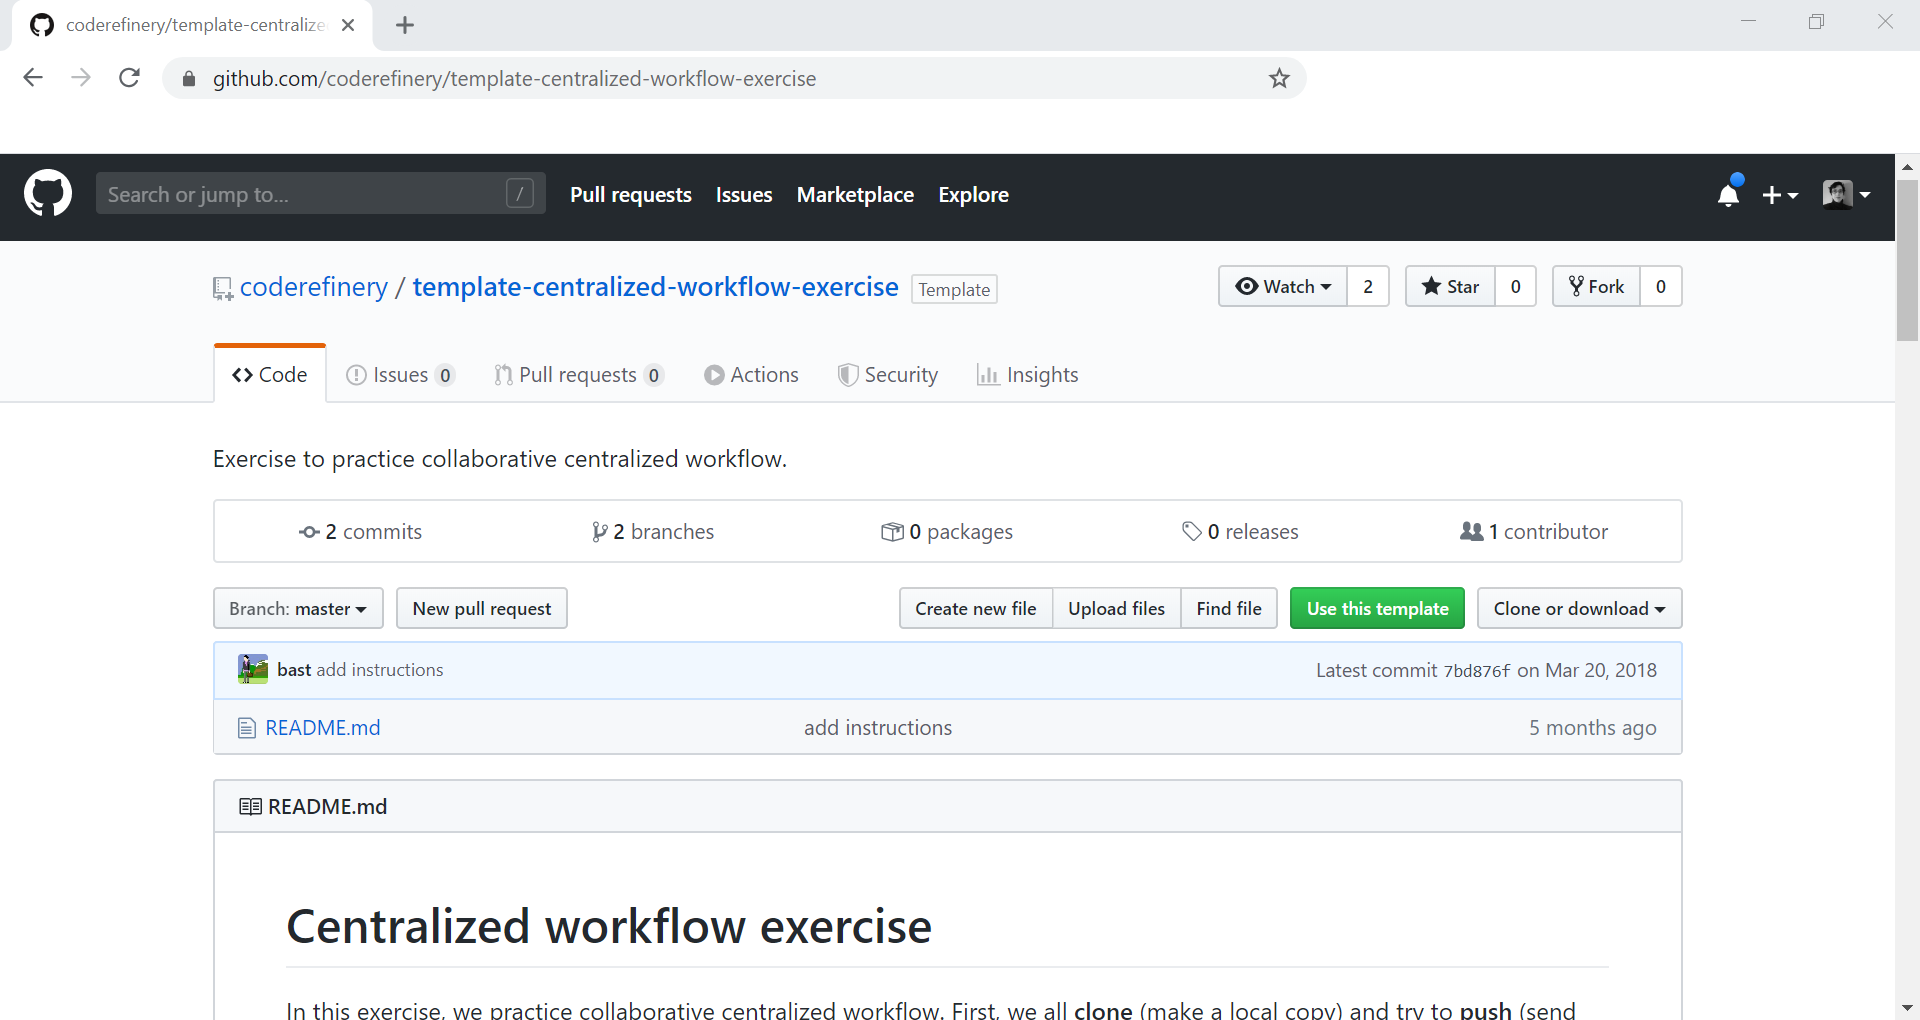 coderefinery/template-centralize
github.com/coderefinery/template-centralized-workflow-exercise
Search or jump to... / Pull requests Issues Marketplace Explore
coderefinery / template-centralized-workflow-exercise Template Watch 2 Star 0 Fork 0
Code Issues 0 Pull requests 0 Actions Security Insights
Exercise to practice collaborative centralized workflow.
2 commits 2 branches 0 packages 0 releases 1 contributor
Branch: master New pull request Create new file Upload files Find file Use this template Clone or download
bast add instructions Latest commit 7bd876f on Mar 20, 2018
README.md add instructions 5 months ago
README.md
Centralized workflow exercise
In this exercise, we practice collaborative centralized workflow. First, we all clone (make a local copy) and try to push (send